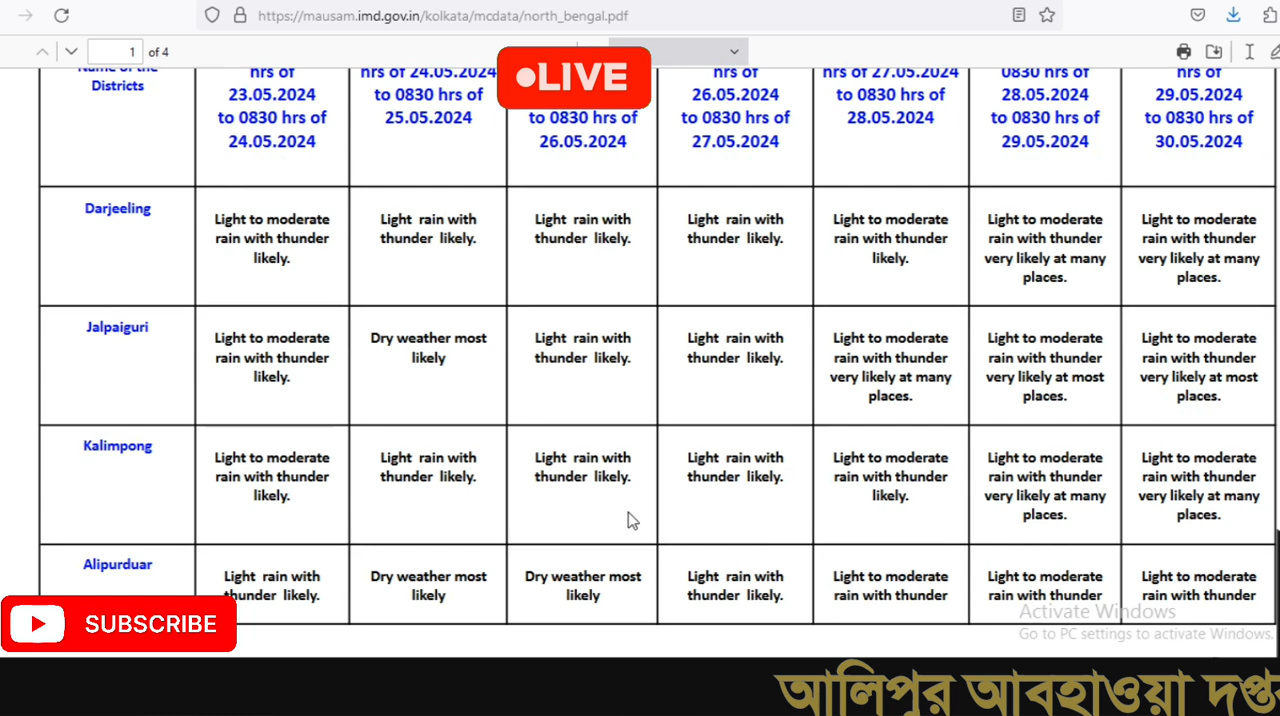 https://mausam.imd.gov.in/kolkata/mcdata/north_bengal.pdf
1 of 4
LIVE
Name of the
Districts
hrs of
23.05.2024
to 0830 hrs of
24.05.2024
hrs of 24.05.2024
to 0830 hrs of
25.05.2024
to 0830 hrs of
26.05.2024
hrs of
26.05.2024
to 0830 hrs of
27.05.2024
hrs of 27.05.2024
to 0830 hrs of
28.05.2024
0830 hrs of
28.05.2024
to 0830 hrs of
29.05.2024
hrs of
29.05.2024
to 0830 hrs of
30.05.2024
Darjeeling
Light to moderate
rain with thunder
likely.
Light rain with
thunder likely.
Light rain with
thunder likely.
Light rain with
thunder likely.
Light to moderate
rain with thunder
likely.
Light to moderate
rain with thunder
very likely at many
places.
Light to moderate
rain with thunder
very likely at many
places.
Jalpaiguri
Light to moderate
rain with thunder
likely.
Dry weather most
likely
Light rain with
thunder likely.
Light rain with
thunder likely.
Light to moderate
rain with thunder
very likely at many
places.
Light to moderate
rain with thunder
very likely at most
places.
Light to moderate
rain with thunder
very likely at most
places.
Kalimpong
Light to moderate
rain with thunder
likely.
Light rain with
thunder likely.
Light rain with
thunder likely.
Light rain with
thunder likely.
Light to moderate
rain with thunder
likely.
Light to moderate
rain with thunder
very likely at many
places.
Light to moderate
rain with thunder
very likely at many
places.
Alipurduar
Light rain with
thunder likely.
Dry weather most
likely
Dry weather most
likely
Light rain with
thunder likely.
Light to moderate
rain with thunder
Light to moderate
rain with thunder
Light to moderate
rain with thunder
SUBSCRIBE
Activate Windows
Go to PC settings to activate Windows.
আলিপুর আবহাওয়া দপ্ত